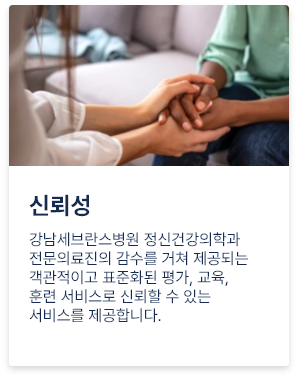 신뢰성
강남세브란스병원 정신건강의학과
전문의료진의 감수를 거쳐 제공되는
객관적이고 표준화된 평가, 교육,
훈련 서비스로 신뢰할 수 있는
서비스를 제공합니다.